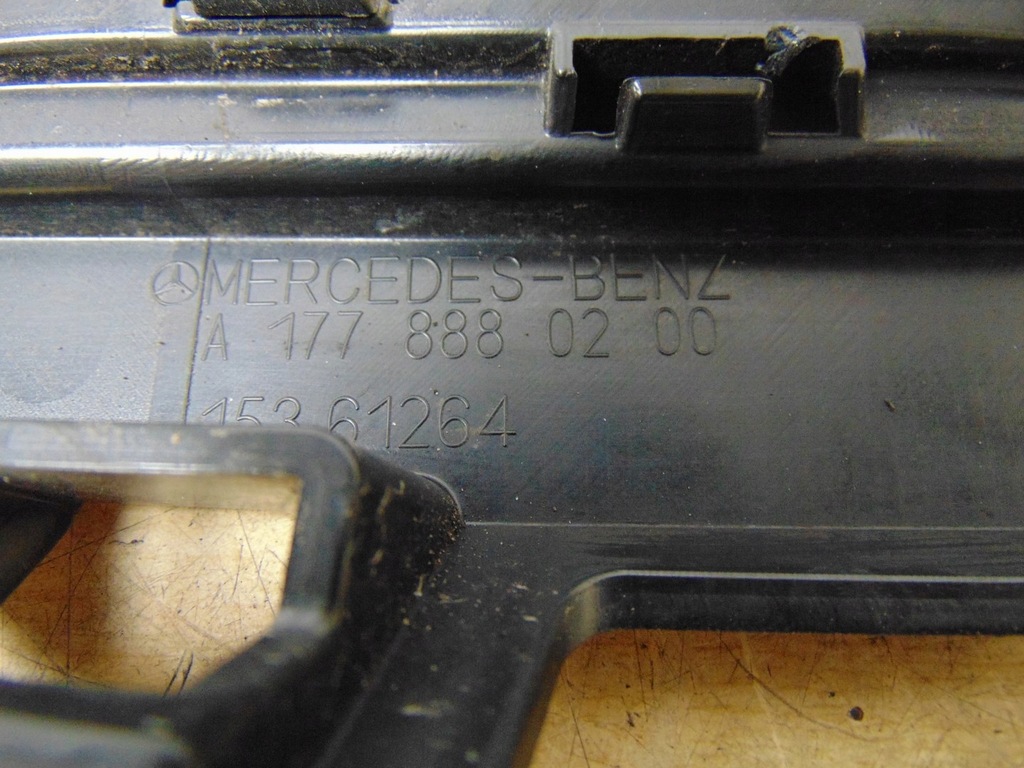 MERCEDES-BENZ
A 177 888 02 00
153 61264